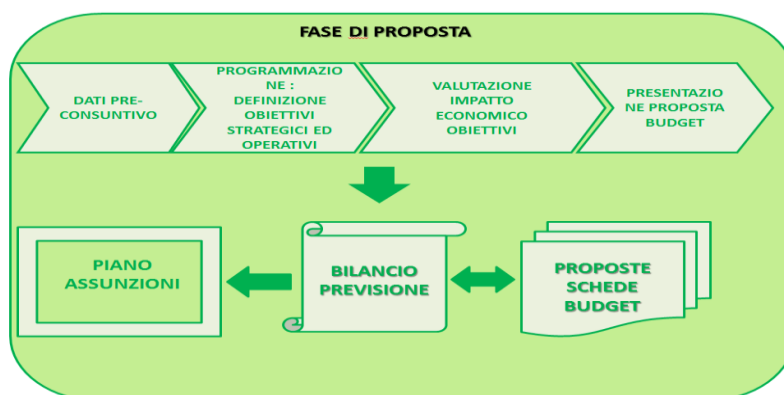 FASE DI PROPOSTA
DATI PRE-
CONSUNTIVO
PROGRAMMAZIO
NE :
DEFINIZIONE
OBIETTIVI
STRATEGICI ED
OPERATIVI
VALUTAZIONE
IMPATTO
ECONOMICO
OBIETTIVI
PRESENTAZIO
NE PROPOSTA
BUDGET
PIANO
ASSUNZIONI
BILANCIO
PREVISIONE
PROPOSTE
SCHEDE
BUDGET